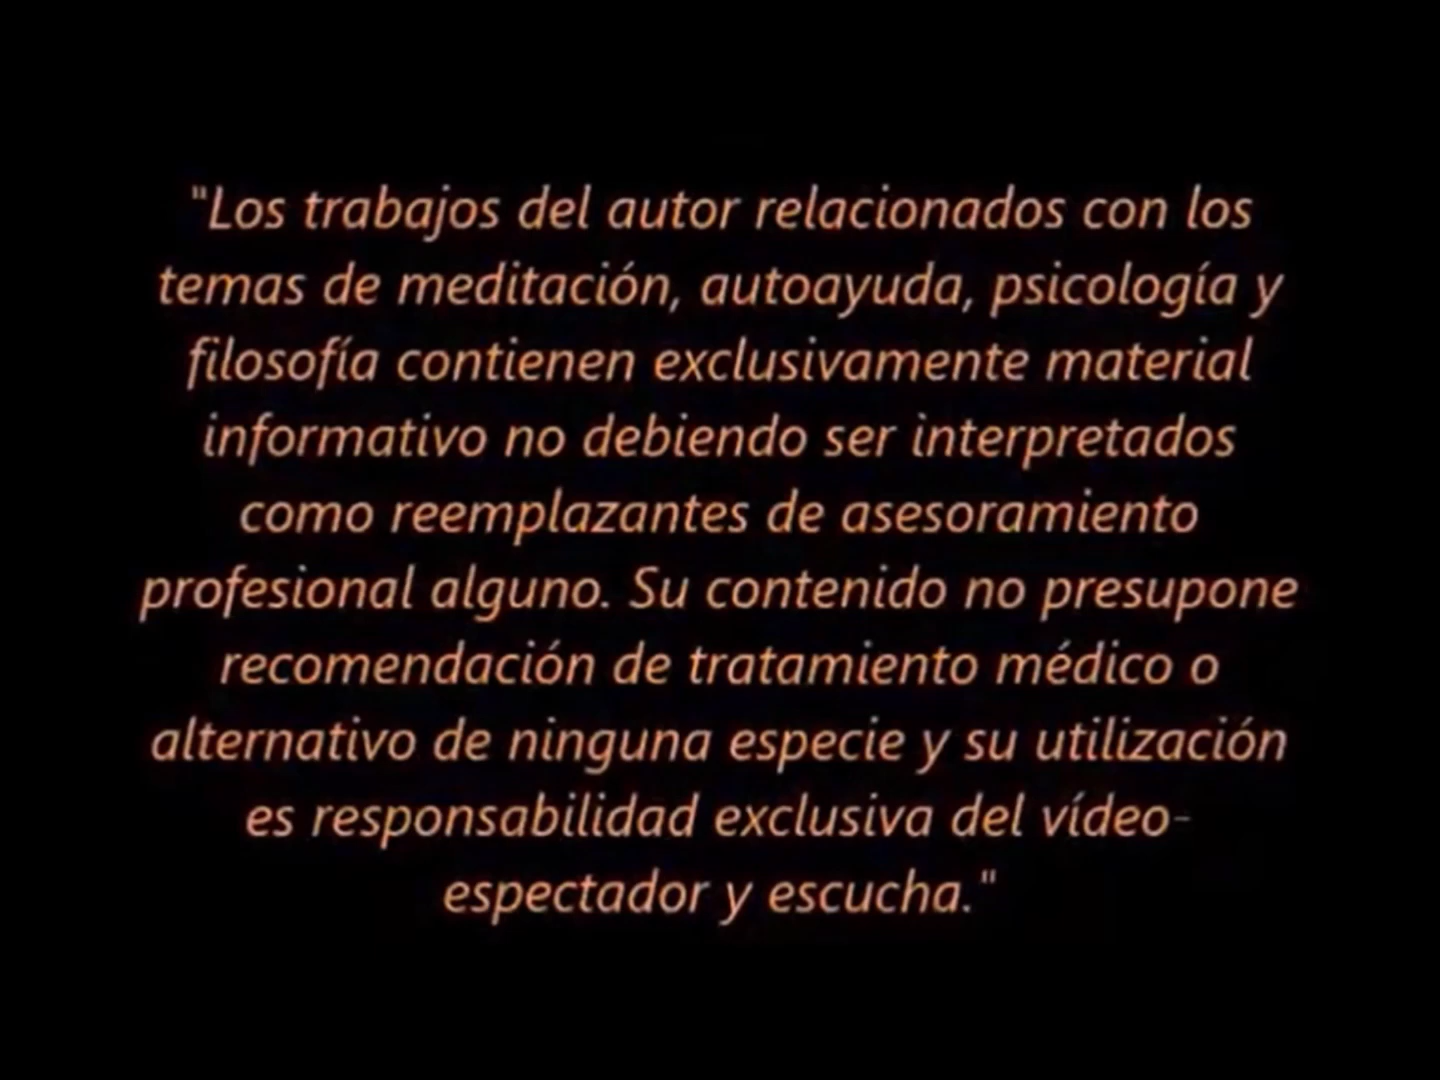 "Los trabajos del autor relacionados con los
temas de meditación, autoayuda, psicología y
filosofía contienen exclusivamente material
informativo no debiendo ser interpretados
como reemplazantes de asesoramiento
profesional alguno. Su contenido no presupone
recomendación de tratamiento médico o
alternativo de ninguna especie y su utilización
es responsabilidad exclusiva del vídeo-
espectador y escucha."